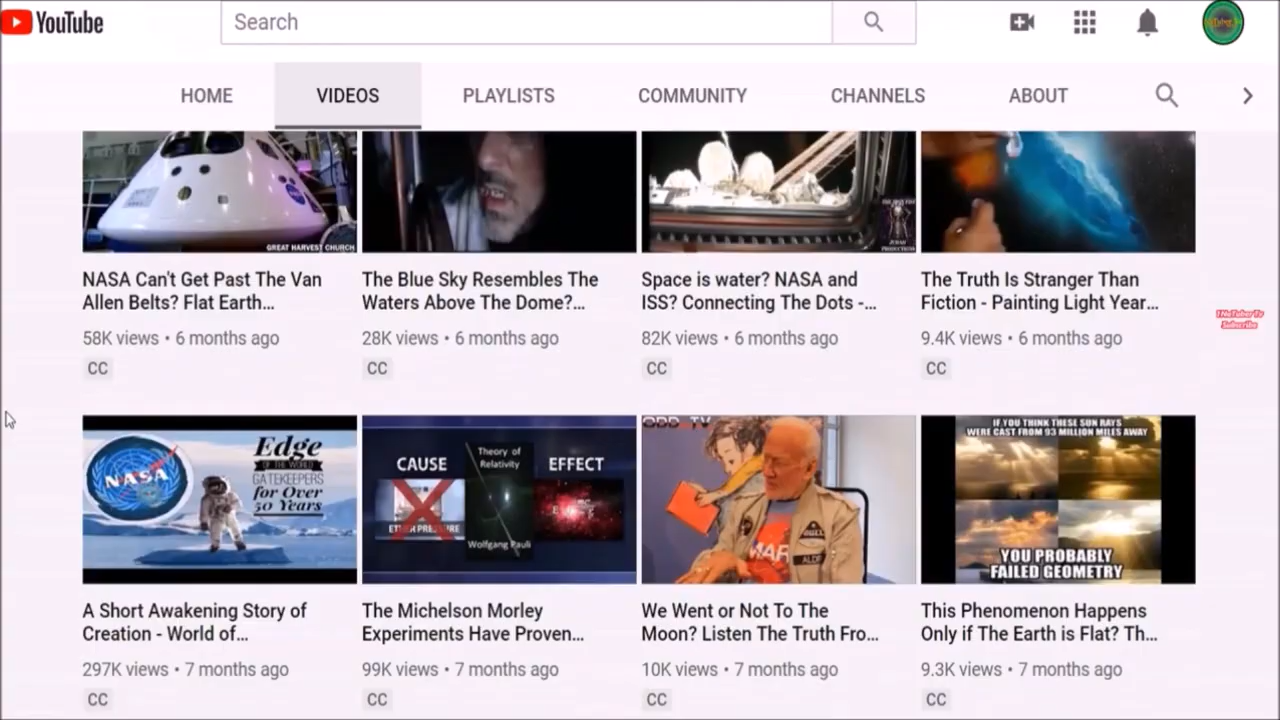 YouTube
Search
HOME
VIDEOS
PLAYLISTS
COMMUNITY
CHANNELS
ABOUT
GREAT HARVEST CHURCH
NASA Can't Get Past The Van
Allen Belts? Flat Earth...
58K views • 6 months ago
CC
The Blue Sky Resembles The
Waters Above The Dome?...
28K views • 6 months ago
CC
Space is water? NASA and
ISS? Connecting The Dots -...
82K views • 6 months ago
CC
The Truth Is Stranger Than
Fiction - Painting Light Year...
9.4K views • 6 months ago
CC
Subscribe
NASA
Edge
OF THE WORLD
GATEKEEPERS
for Over
50 Years
A Short Awakening Story of
Creation - World of...
297K views • 7 months ago
CC
CAUSE
Theory of
Relativity
EFFECT
Wolfgang Pauli
The Michelson Morley
Experiments Have Proven...
99K views • 7 months ago
CC
ODD TV
MAR
We Went or Not To The
Moon? Listen The Truth Fro...
10K views • 7 months ago
CC
IF YOU THINK THESE SUN RAYS
WERE CAST FROM 93 MILLION MILES AWAY
YOU PROBABLY
FAILED GEOMETRY
This Phenomenon Happens
Only if The Earth is Flat? Th...
9.3K views • 7 months ago
CC